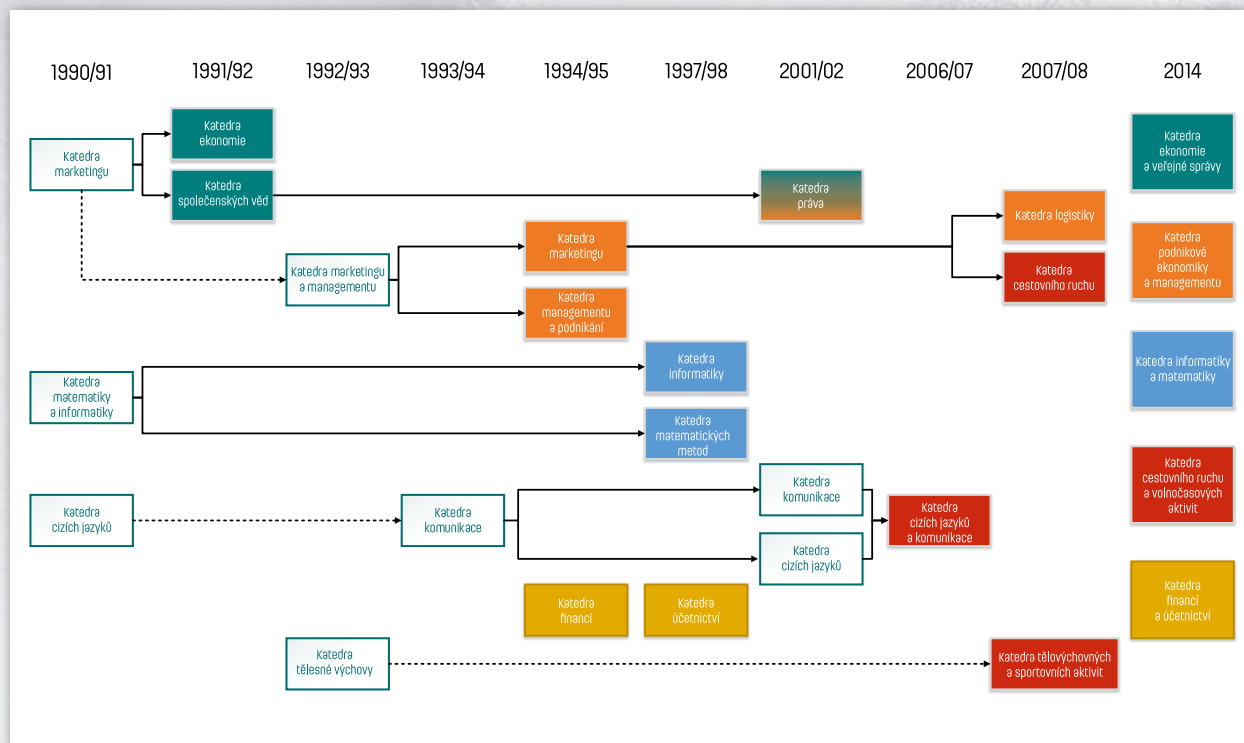 1990/91
1991/92
1992/93
1993/94
1994/95
1997/98
2001/02
2006/07
2007/08
2014
Katedra
marketingu
Katedra
ekonomie
Katedra
společenských věd
Katedra
práva
Katedra marketingu
a managementu
Katedra
marketingu
Katedra
managementu
a podnikání
Katedra logistiky
Katedra
cestovního ruchu
Katedra
matematiky
a informatiky
Katedra
informatiky
Katedra
matematických
metod
Katedra
cizích jazyků
Katedra
komunikace
Katedra
komunikace
Katedra
cizích jazyků
Katedra
cizích jazyků
a komunikace
Katedra
financí
Katedra
účetnictví
Katedra
tělesné výchovy
Katedra tělovýchovných
a sportovních aktivit
Katedra
ekonomie
a veřejné správy
Katedra
podnikové
ekonomiky
a managementu
Katedra informatiky
a matematiky
Katedra
cestovního ruchu
a volnočasových
aktivit
Katedra
financí
a účetnictví